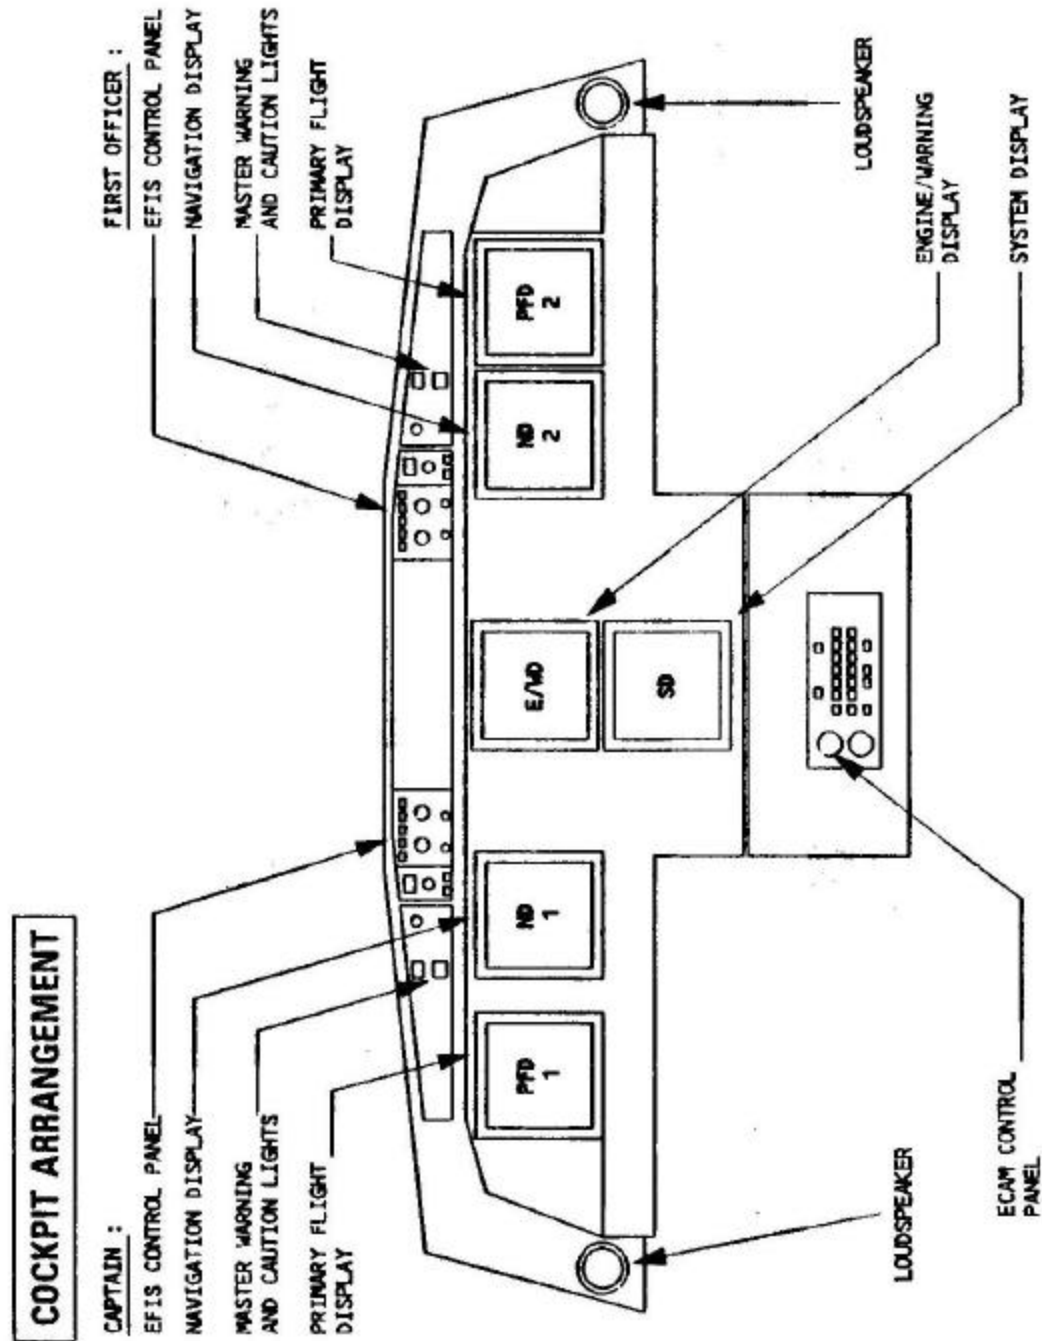 COCKPIT ARRANGEMENT
CAPTAIN :
EFIS CONTROL PANEL
NAVIGATION DISPLAY
MASTER WARNING
AND CAUTION LIGHTS
PRIMARY FLIGHT
DISPLAY
FIRST OFFICER :
EFIS CONTROL PANEL
NAVIGATION DISPLAY
MASTER WARNING
AND CAUTION LIGHTS
PRIMARY FLIGHT
DISPLAY
PFD
1
ND
1
E/WD
SD
ND
2
PFD
2
LOUDSPEAKER
ECAM CONTROL
PANEL
LOUDSPEAKER
ENGINE/WARNING
DISPLAY
SYSTEM DISPLAY